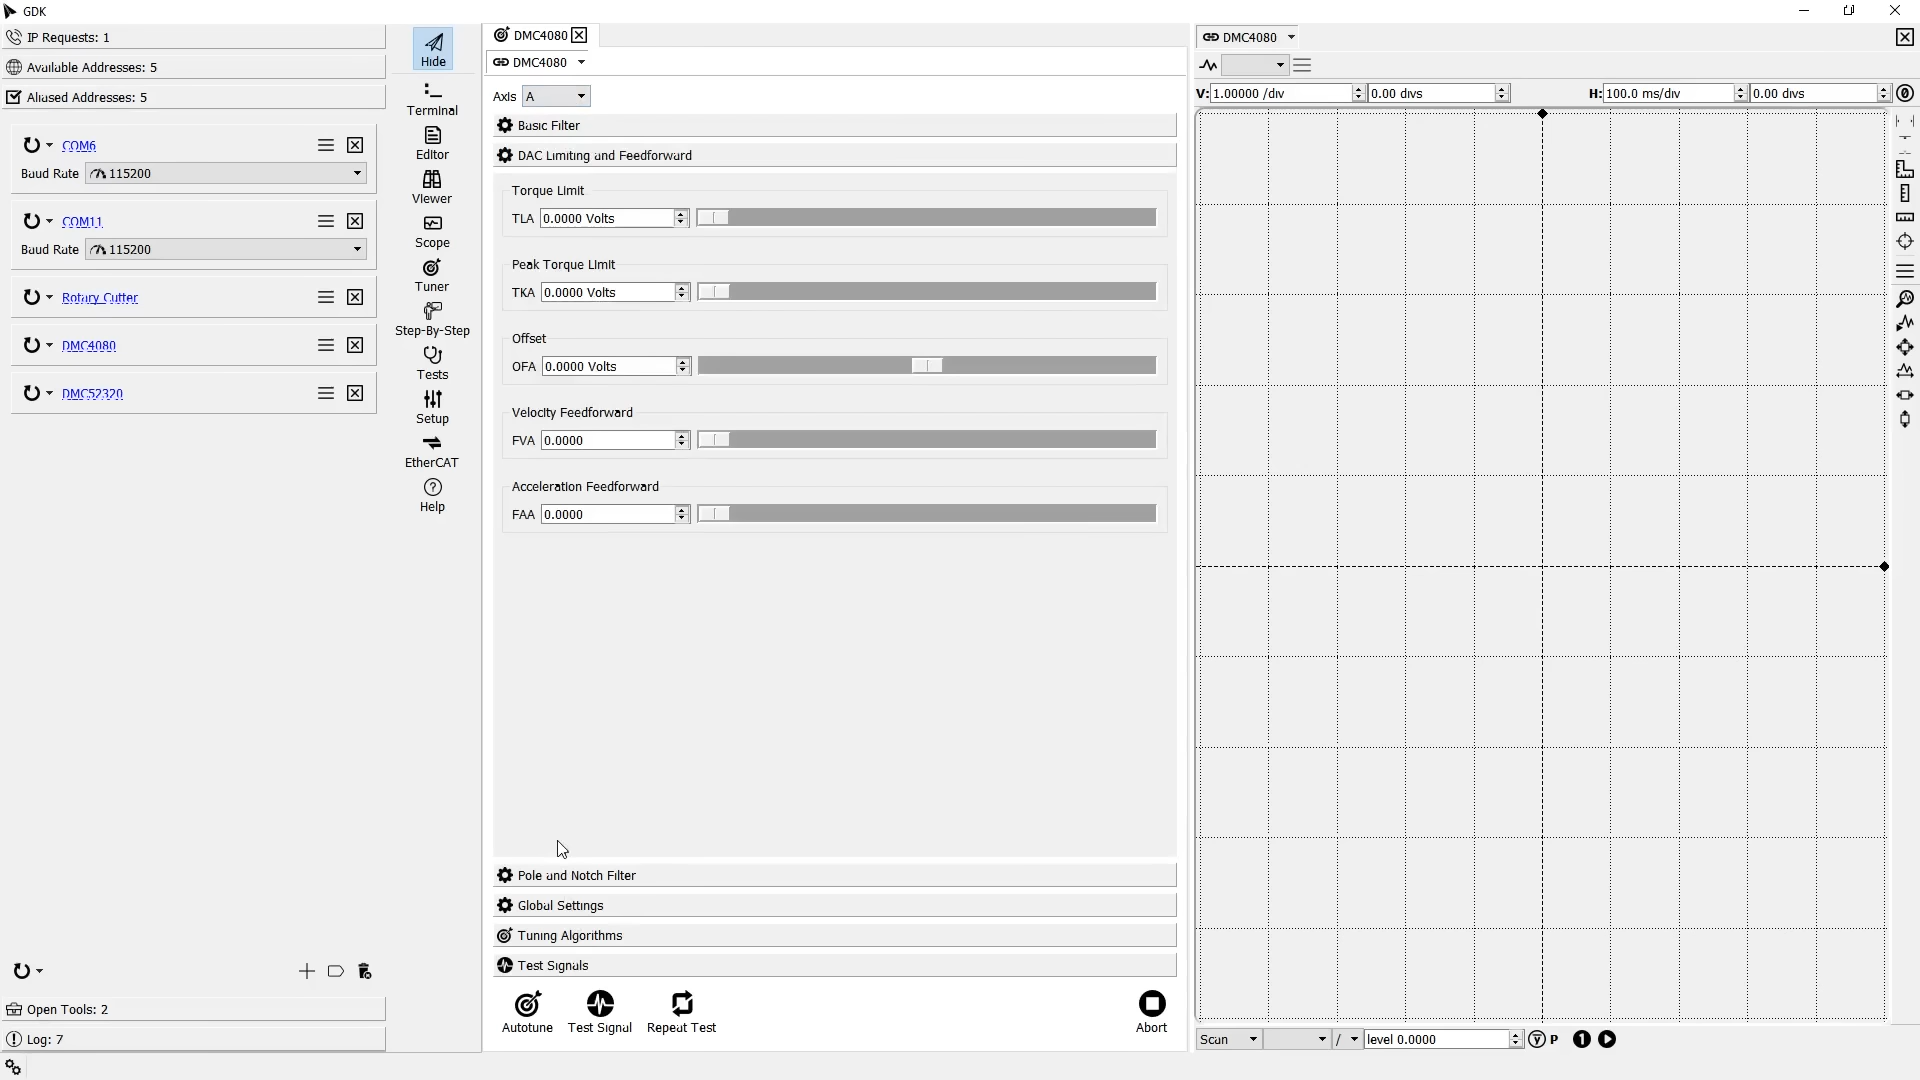 GDK
IP Requests: 1
Available Addresses: 5
Aliased Addresses: 5
COM6
Baud Rate 115200
COM11
Baud Rate 115200
Rotary Cutter
DMC4080
DMC52320
Open Tools: 2
Log: 7
Hide
Terminal
Editor
Viewer
Scope
Tuner
Step-By-Step
Tests
Setup
EtherCAT
Help
DMC4080
DMC4080
Axis A
Basic Filter
DAC Limiting and Feedforward
Torque Limit
TLA 0.0000 Volts
Peak Torque Limit
TKA 0.0000 Volts
Offset
OFA 0.0000 Volts
Velocity Feedforward
FVA 0.0000
Acceleration Feedforward
FAA 0.0000
Pole and Notch Filter
Global Settings
Tuning Algorithms
Test Signals
Autotune Test Signal Repeat Test Abort
DMC4080
V: 1.00000 /div 0.00 divs H: 100.0 ms/div 0.00 divs 0
Scan / level 0.0000 P 1